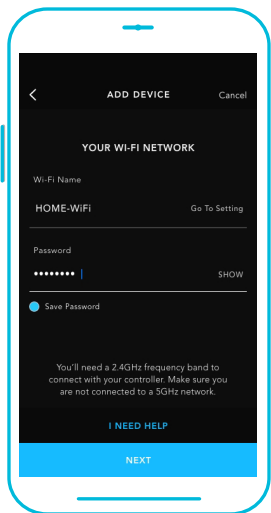 ADD DEVICE Cancel
YOUR WI-FI NETWORK
Wi-Fi Name
HOME-WiFi Go To Setting
Password
•••••••• SHOW
Save Password
You'll need a 2.4GHz frequency band to
connect with your controller. Make sure you
are not connected to a 5GHz network.
I NEED HELP
NEXT